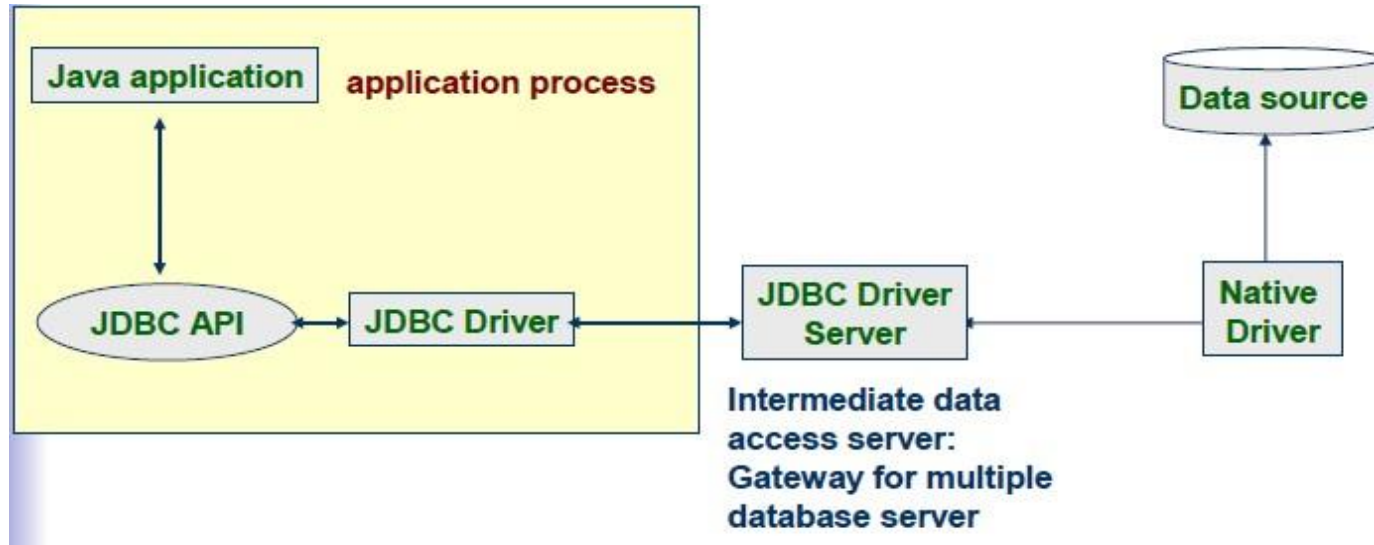 Java application
application process
Data source
JDBC API
JDBC Driver
JDBC Driver
Server
Native
Driver
Intermediate data
access server:
Gateway for multiple
database server